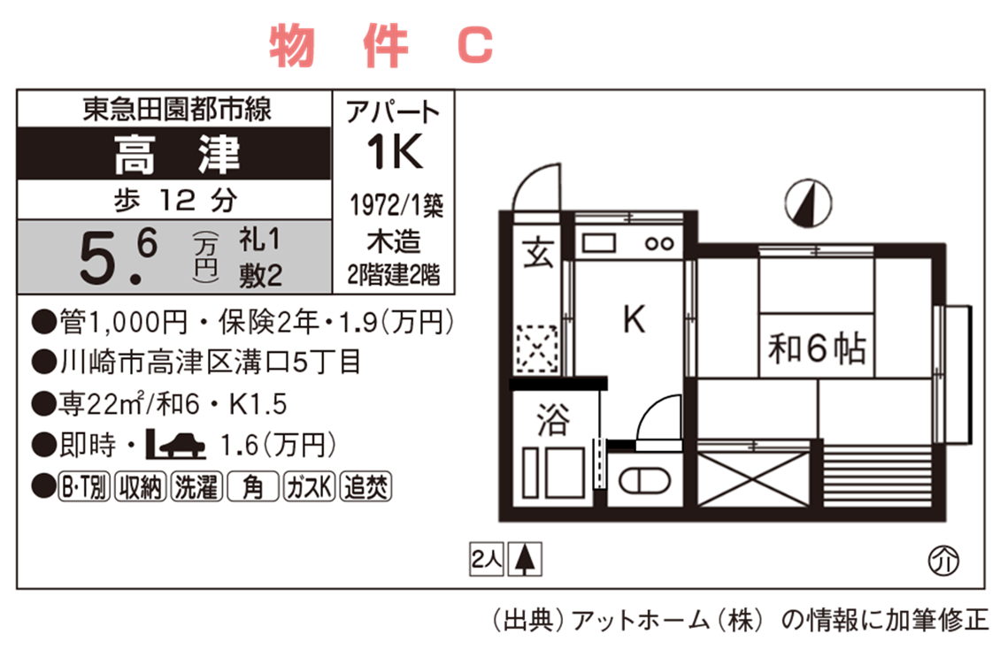 物件C
東急田園都市線
高津
歩 12 分
5.6 (万円) 礼1 敷2
アパート
1K
1972/1築
木造
2階建2階
●管1,000円・保険2年・1.9(万円)
●川崎市高津区溝口5丁目
●専22㎡/和6・K1.5
●即時・ 1.6(万円)
●B・T別 収納 洗濯 角 ガスK 追焚
玄
K
和6帖
浴
2人
介
(出典)アットホーム(株) の情報に加筆修正